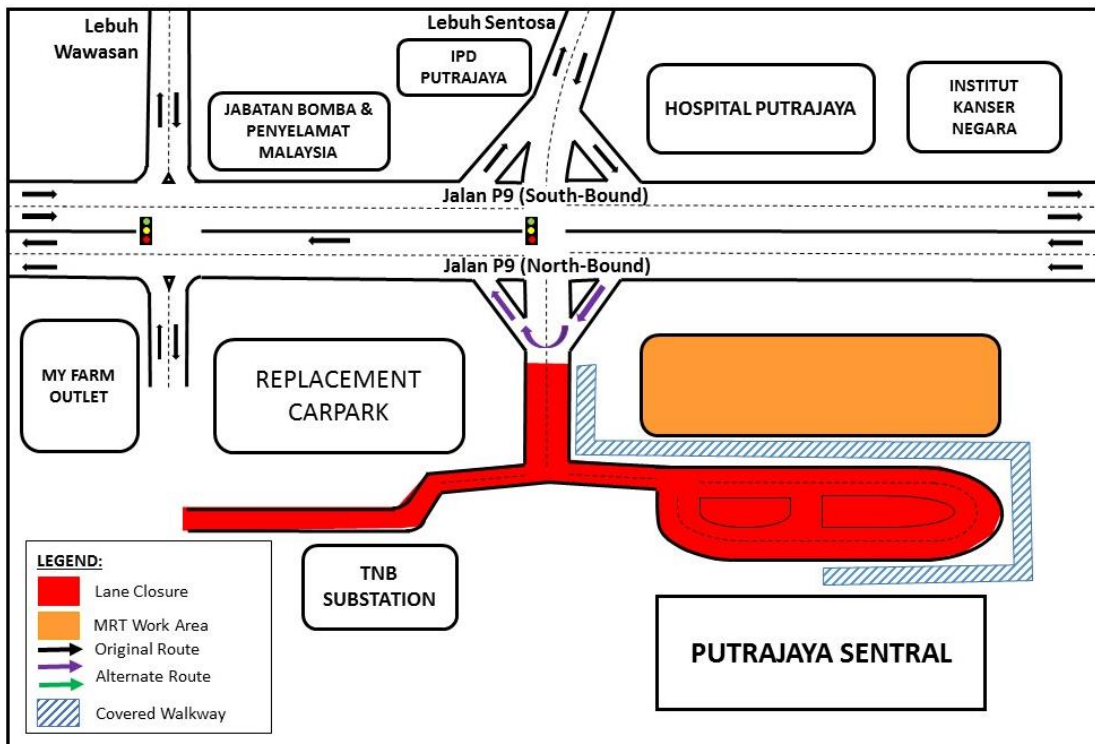 Lebuh
Wawasan
Lebuh Sentosa
IPD
PUTRAJAYA
JABATAN BOMBA &
PENYELAMAT
MALAYSIA
HOSPITAL PUTRAJAYA
INSTITUT
KANSER
NEGARA
Jalan P9 (South-Bound)
Jalan P9 (North-Bound)
MY FARM
OUTLET
REPLACEMENT
CARPARK
TNB
SUBSTATION
PUTRAJAYA SENTRAL
LEGEND:
Lane Closure
MRT Work Area
Original Route
Alternate Route
Covered Walkway